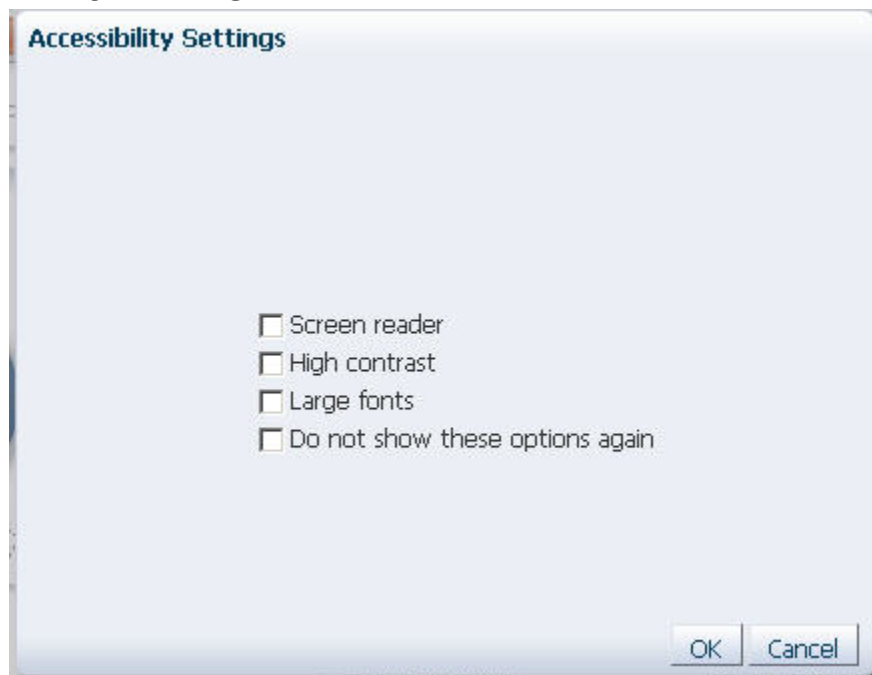 Accessibility Settings
Screen reader
High contrast
Large fonts
Do not show these options again
OK Cancel